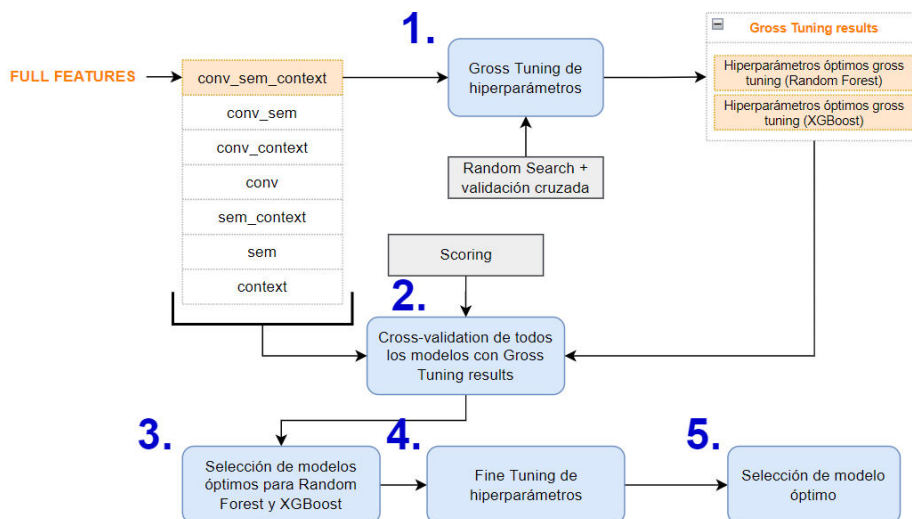 1.
Gross Tuning results
FULL FEATURES
conv_sem_context
Gross Tuning de
hiperparámetros
Hiperparámetros óptimos gross
tuning (Random Forest)
Hiperparámetros óptimos gross
tuning (XGBoost)
conv_sem
conv_context
conv
sem_context
sem
context
Random Search +
validación cruzada
Scoring
2.
Cross-validation de todos
los modelos con Gross
Tuning results
3.
Selección de modelos
óptimos para Random
Forest y XGBoost
4.
Fine Tuning de
hiperparámetros
5.
Selección de modelo
óptimo